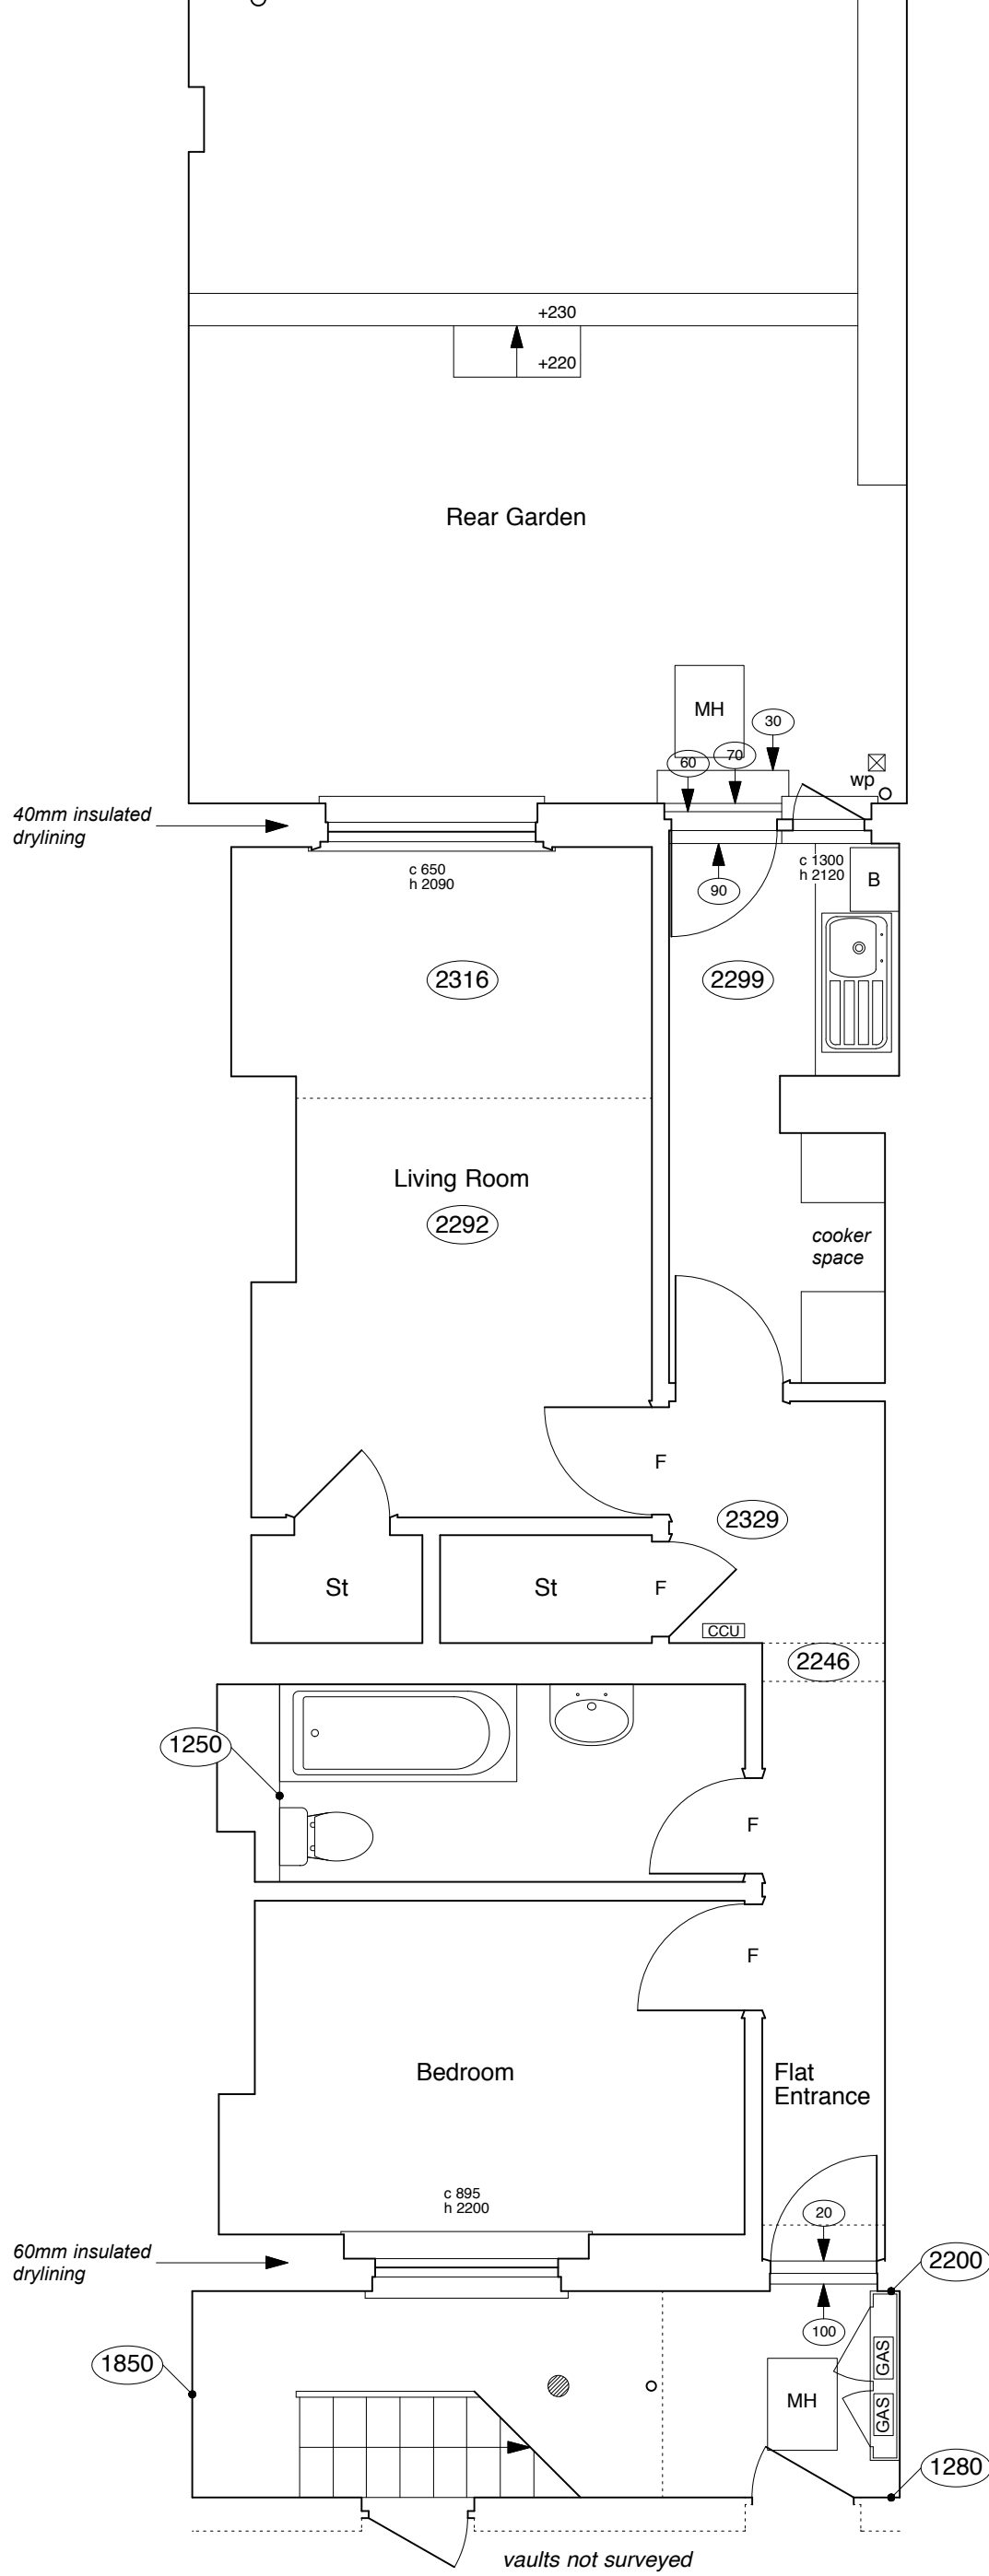 +230
+220
Rear Garden
MH
30
70
60
wp
40mm insulated
drylining
c 650
h 2090
c 1300
h 2120
B
90
2316
2299
Living Room
2292
cooker
space
F
2329
St
St
F
CCU
2246
1250
F
F
Bedroom
Flat
Entrance
c 895
h 2200
20
60mm insulated
drylining
2200
100
GAS
1850
MH
GAS
1280
vaults not surveyed